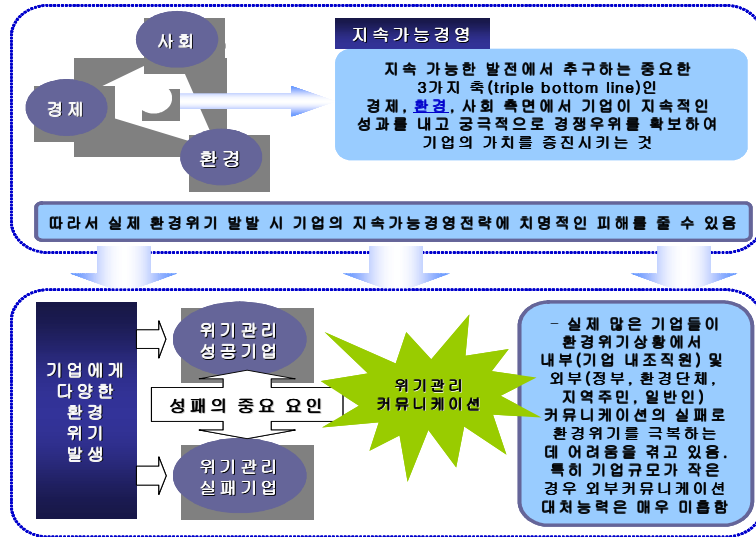 사회
경제
환경
지속가능경영
지속 가능한 발전에서 추구하는 중요한
3가지 축(triple bottom line)인
경제, 환경, 사회 측면에서 기업이 지속적인
성과를 내고 궁극적으로 경쟁우위를 확보하여
기업의 가치를 증진시키는 것
따라서 실제 환경위기 발발 시 기업의 지속가능경영전략에 치명적인 피해를 줄 수 있음
기업에게
다양한
환경
위기
발생
위기관리
성공기업
성패의 중요 요인
위기관리
실패기업
위기관리
커뮤니케이션
- 실제 많은 기업들이
환경위기상황에서
내부(기업 내조직원) 및
외부(정부, 환경단체,
지역주민, 일반인)
커뮤니케이션의 실패로
환경위기를 극복하는
데 어려움을 겪고 있음.
특히 기업규모가 작은
경우 외부커뮤니케이션
대처능력은 매우 미흡함